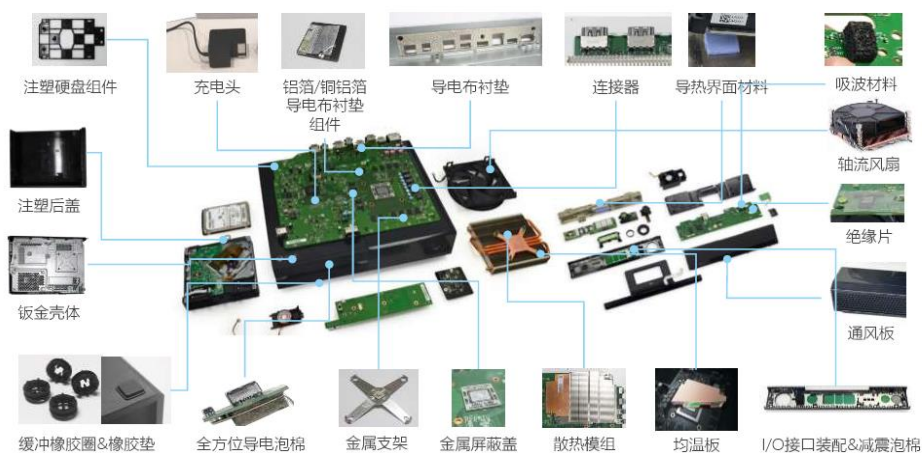 注塑硬盘组件
充电头
铝箔/铜铝箔
导电布衬垫
组件
导电布衬垫
连接器
导热界面材料
吸波材料
轴流风扇
注塑后盖
绝缘片
钣金壳体
通风板
缓冲橡胶圈&橡胶垫
全方位导电泡棉
金属支架
金属屏蔽盖
散热模组
均温板
I/O接口装配&减震泡棉